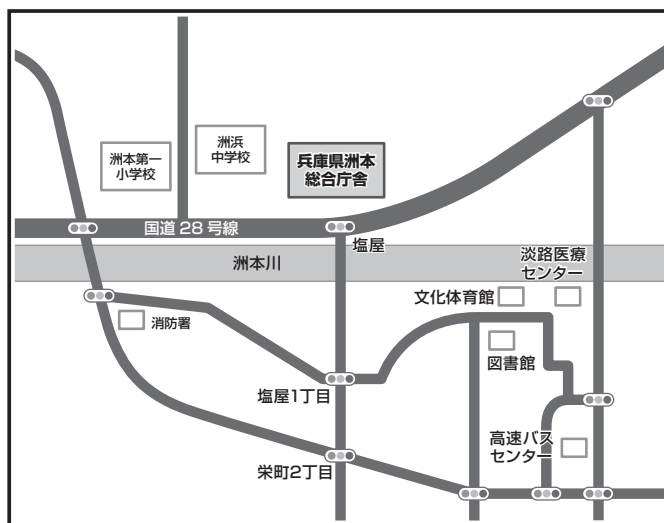 洲本第一
小学校
洲浜
中学校
兵庫県洲本
総合庁舎
国道28号線
塩屋
洲本川
淡路医療
センター
文化体育館
消防署
図書館
塩屋1丁目
高速バス
センター
栄町2丁目